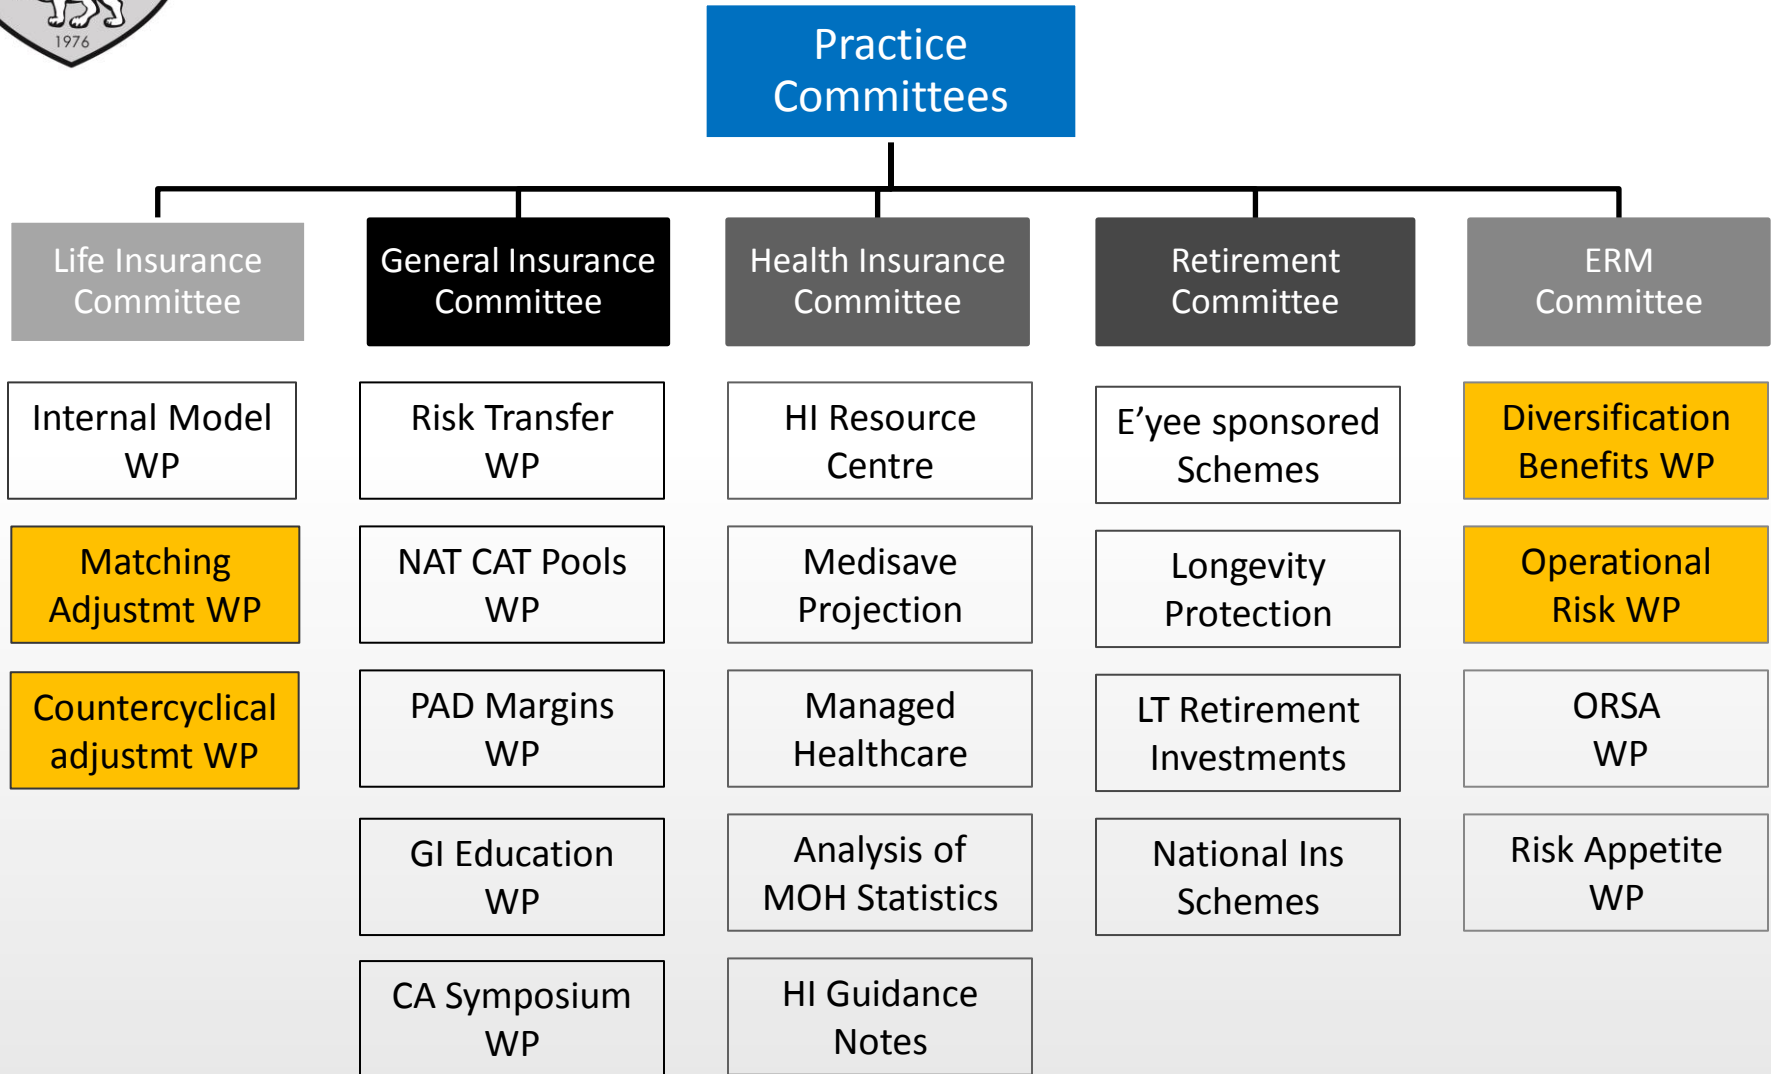 1976
Practice
Committees
Life Insurance
Committee
General Insurance
Committee
Health Insurance
Committee
Retirement
Committee
ERM
Committee
Internal Model
WP
Matching
Adjustmt WP
Countercyclical
adjustmt WP
Risk Transfer
WP
NAT CAT Pools
WP
PAD Margins
WP
GI Education
WP
CA Symposium
WP
HI Resource
Centre
Medisave
Projection
Managed
Healthcare
Analysis of
MOH Statistics
HI Guidance
Notes
E’yee sponsored
Schemes
Longevity
Protection
LT Retirement
Investments
National Ins
Schemes
Diversification
Benefits WP
Operational
Risk WP
ORSA
WP
Risk Appetite
WP